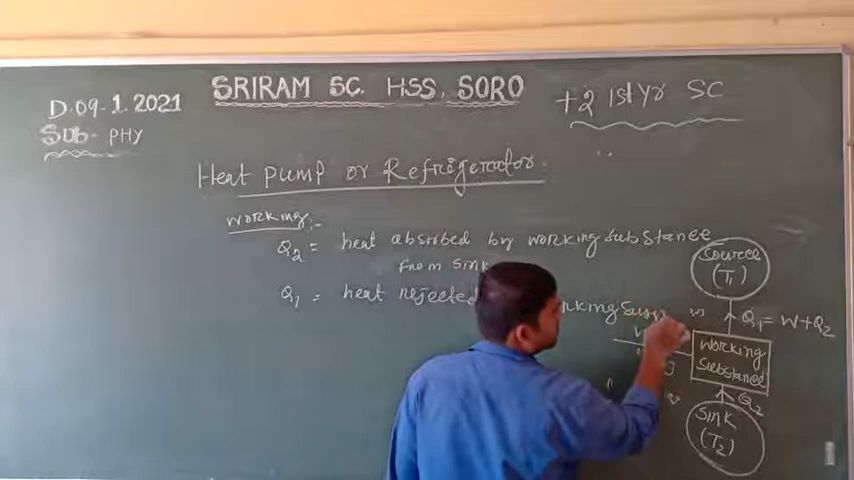 SRIRAM SC. HSS, SORO
D.09-1.2021
+2 1st Yr SC
Sub- PHY
Heat pump or Refrigerator.
Working:-
Q2 = heat absorbed by working substance
from sink
Q1 = heat rejected
Source
(T1)
Q1 = W+Q2
Working
Substance
Q2
Sink
(T2)